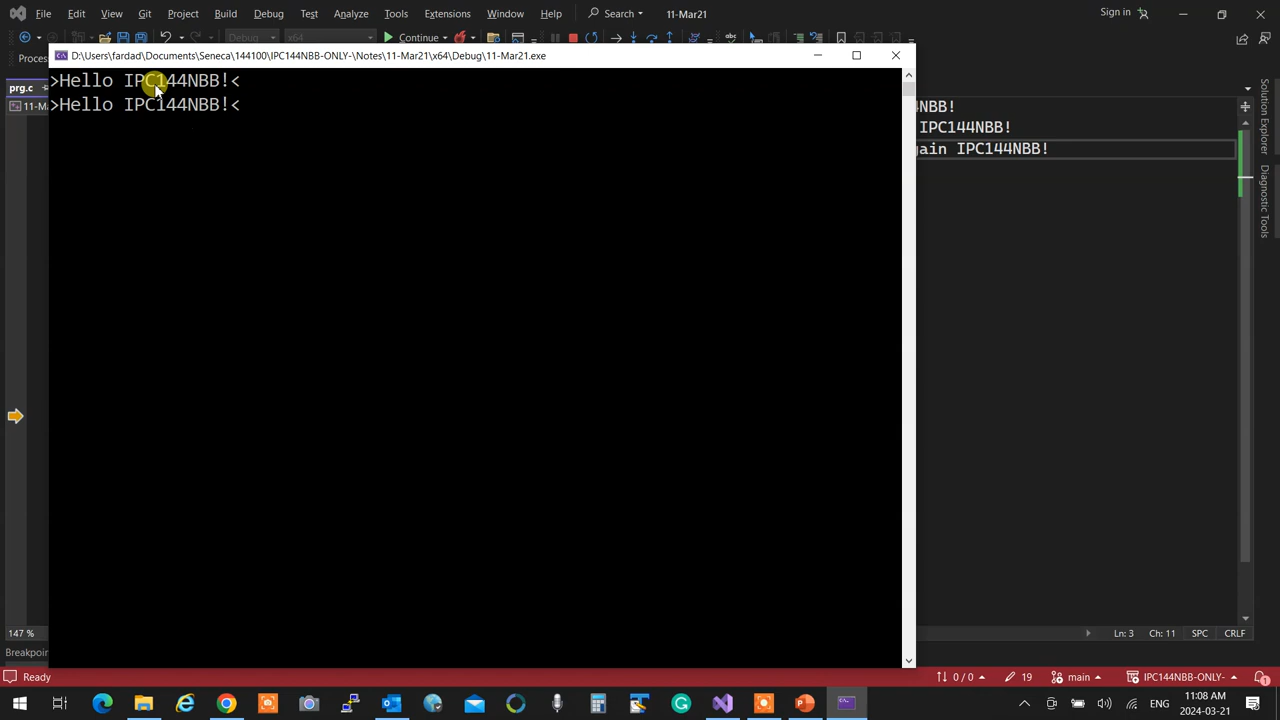 File Edit View Git Project Build Debug Test Analyze Tools Extensions Window Help Search 11-Mar21 Sign in
Debug x64 Continue
D:\Users\fardad\Documents\Seneca\144100\IPC144NBB-ONLY-\Notes\11-Mar21\x64\Debug\11-Mar21.exe
prg.c
>Hello IPC144NBB!<
>Hello IPC144NBB!<
NBB!
IPC144NBB!
IPC144NBB!
Solution Explorer
Diagnostic Tools
147 % Ln: 3 Ch: 11 SPC CRLF
Ready 0 / 0 19 main IPC144NBB-ONLY-
ENG 11:08 AM
2024-03-21